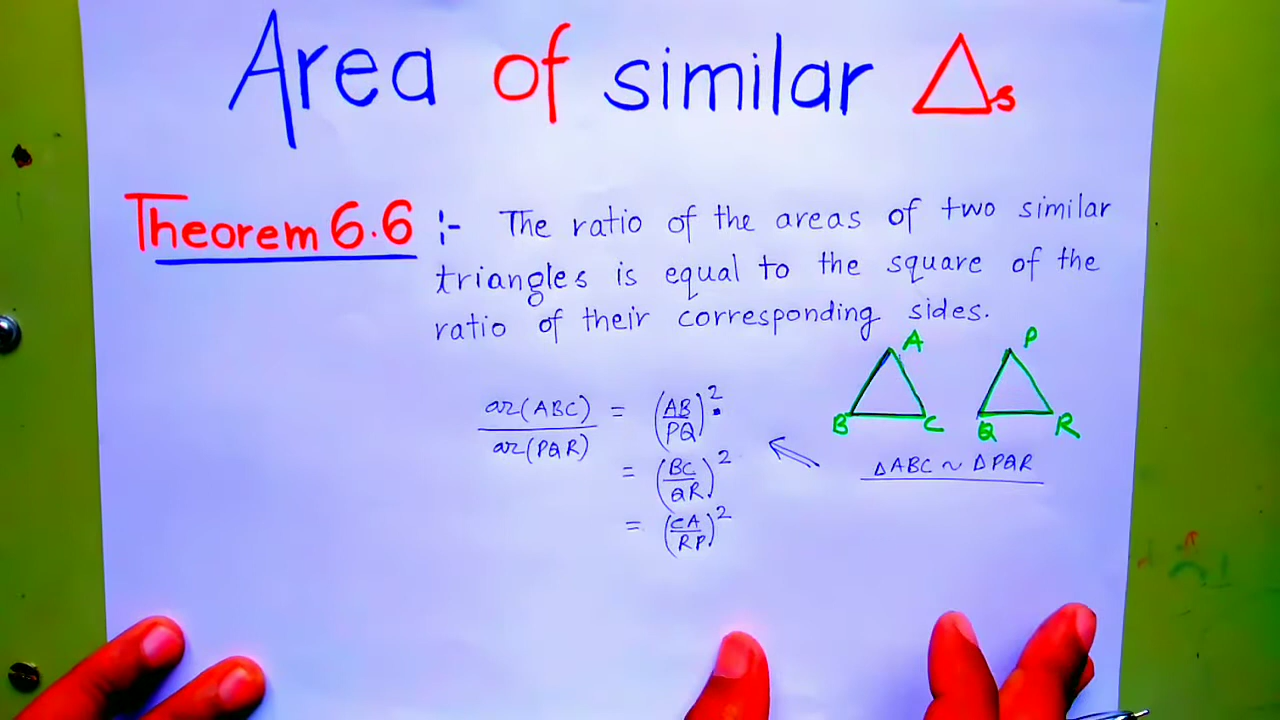 Area of similar △s
Theorem 6.6 :- The ratio of the areas of two similar
triangles is equal to the square of the
ratio of their corresponding sides.
A P
B C Q R
ar(ABC)/ar(PQR) = (AB/PQ)².
= (BC/QR)²
= (CA/RP)²
△ABC ~ △PQR